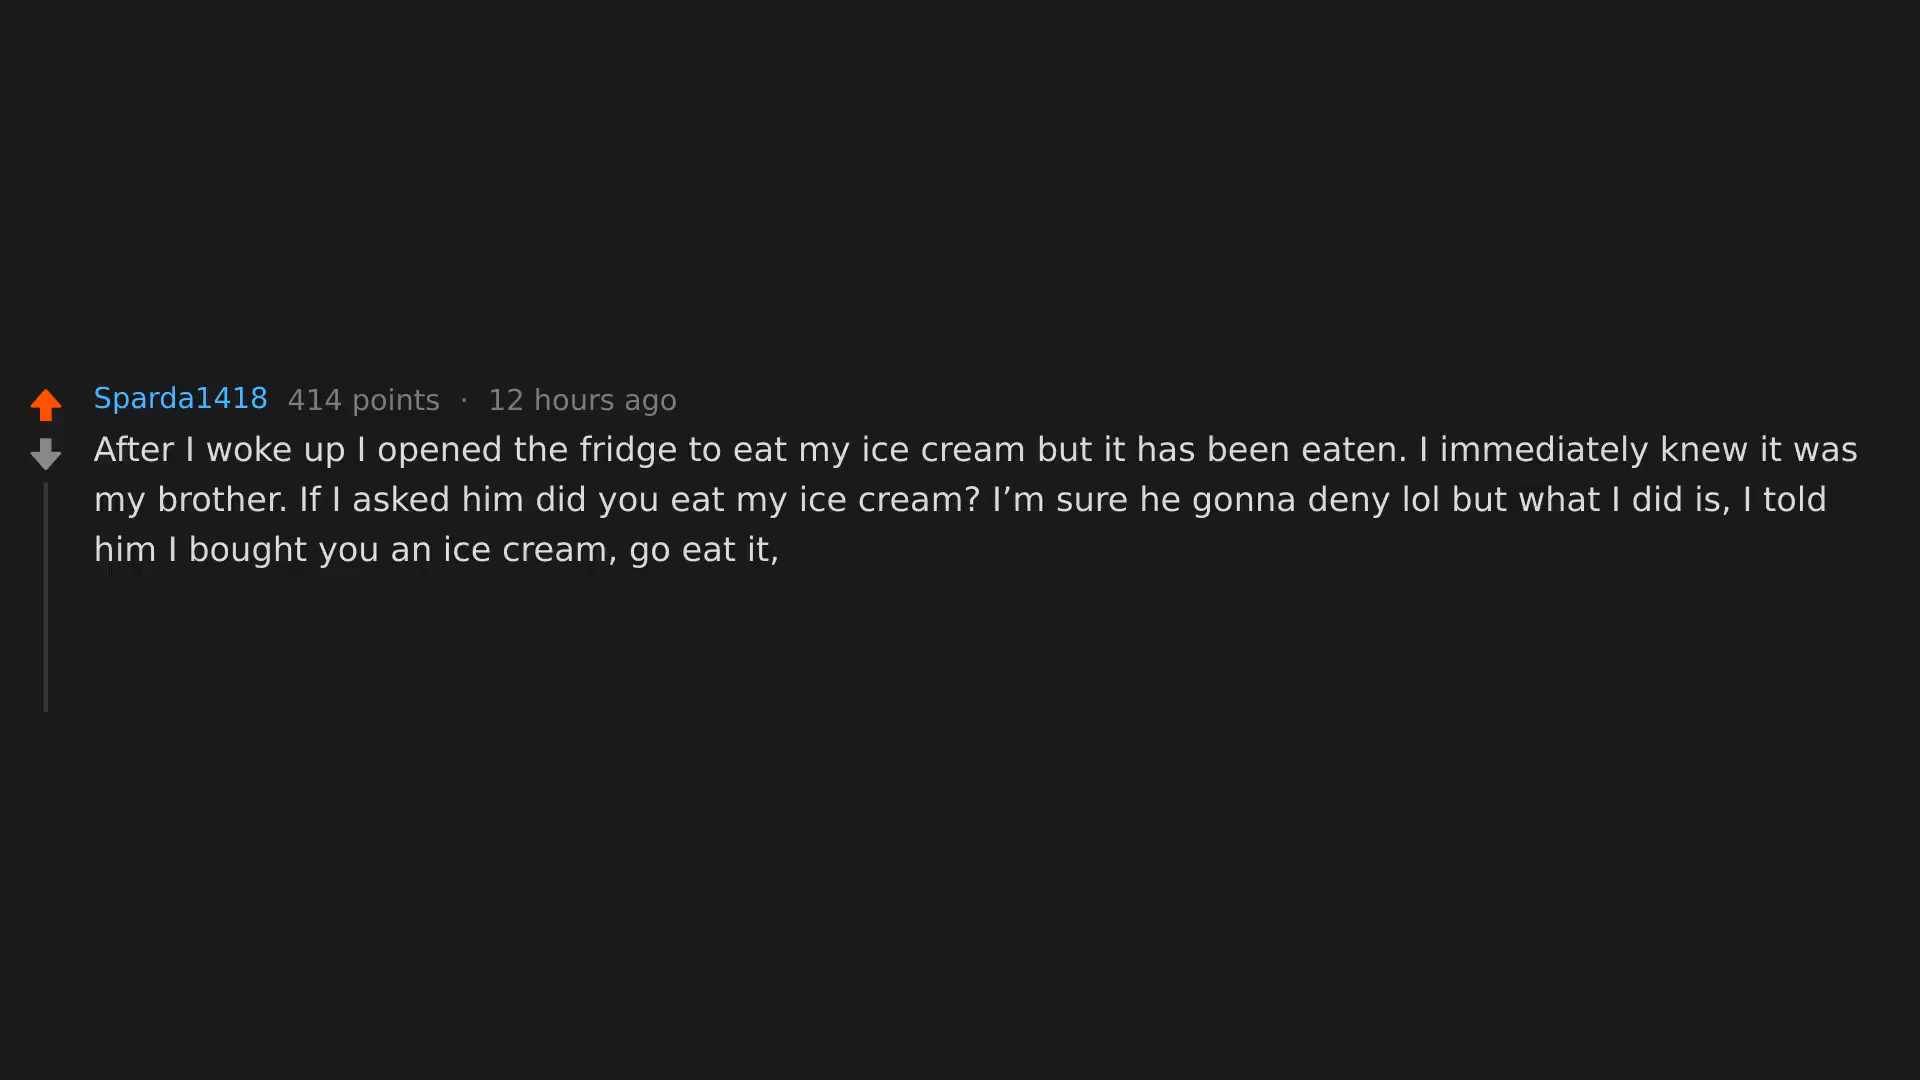 Sparda1418 414 points · 12 hours ago
After I woke up I opened the fridge to eat my ice cream but it has been eaten. I immediately knew it was
my brother. If I asked him did you eat my ice cream? I’m sure he gonna deny lol but what I did is, I told
him I bought you an ice cream, go eat it,